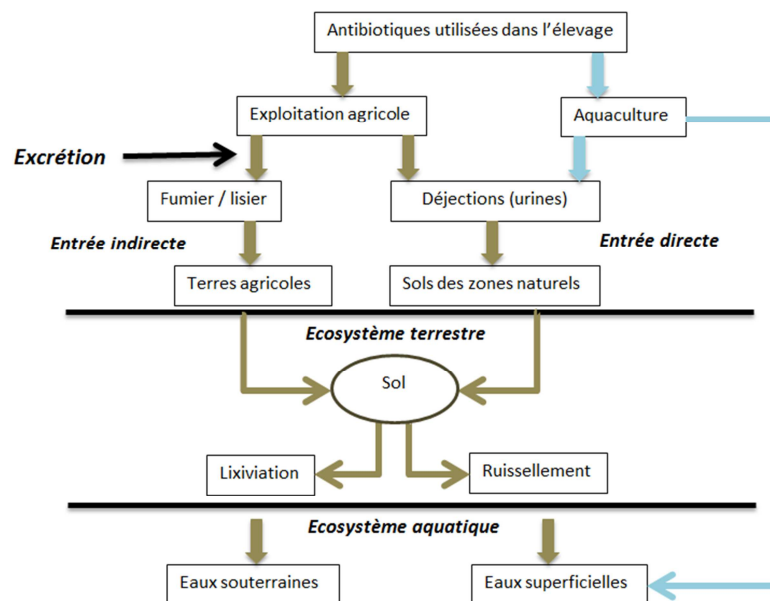 Antibiotiques utilisées dans l'élevage
Exploitation agricole
Aquaculture
Excrétion
Fumier / lisier
Déjections (urines)
Entrée indirecte
Entrée directe
Terres agricoles
Sols des zones naturels
Ecosystème terrestre
Sol
Lixiviation
Ruissellement
Ecosystème aquatique
Eaux souterraines
Eaux superficielles